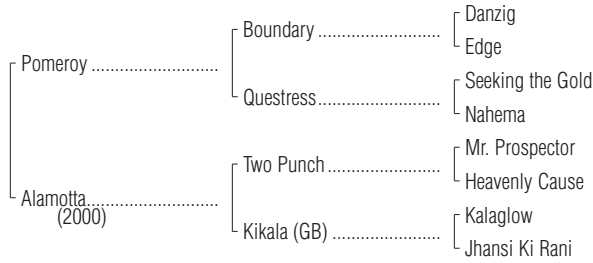 Danzig
Boundary ..........................
Edge
Pomeroy ...........................
Seeking the Gold
Questress..........................
Nahema
Mr. Prospector
Two Punch ........................
Heavenly Cause
Alamotta............................
(2000)
Kalaglow
Kikala (GB) .......................
Jhansi Ki Rani